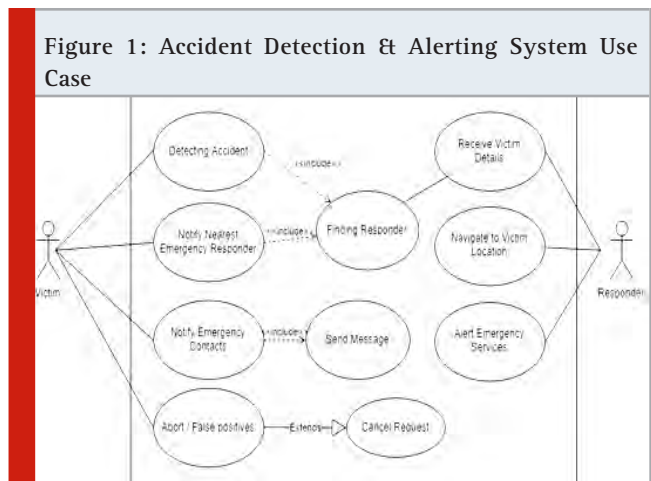 Figure 1: Accident Detection & Alerting System Use
Case
Detecting Accident
<<include>>
Receive Victim
Details
Notify Nearest
Emergency Responder
<<include>>
Finding Responder
Navigate to Victim
Location
Victim
Responder
Notify Emergency
Contacts
<<include>>
Send Message
Alert Emergency
Services
Abort / False positives
Extends
Cancel Request